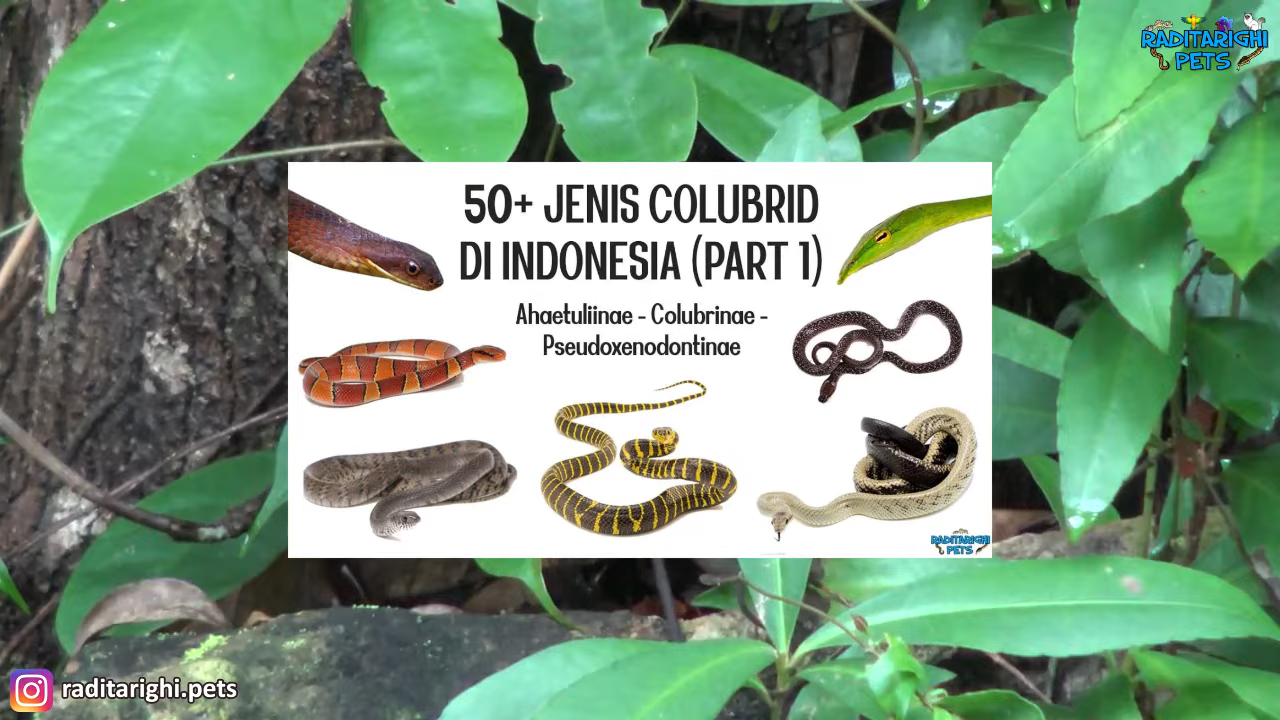 RADITARIGHI
PETS
50+ JENIS COLUBRID
DI INDONESIA (PART 1)
Ahaetuliinae - Colubrinae -
Pseudoxenodontinae
RADITARIGHI
PETS
raditarighi.pets